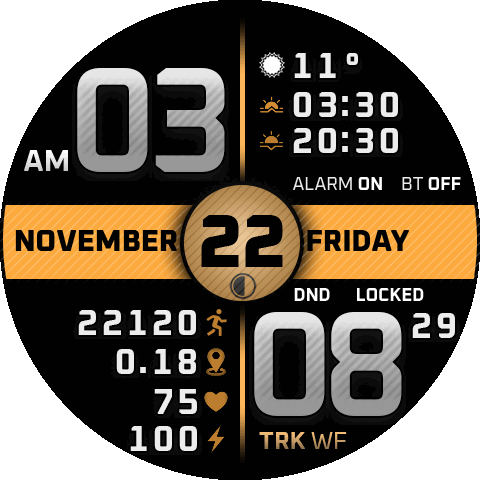 AM 03
11°
03:30
20:30
ALARM ON BT OFF
NOVEMBER 22 FRIDAY
DND LOCKED
22120
0.18
75
100
08 29
TRK WF